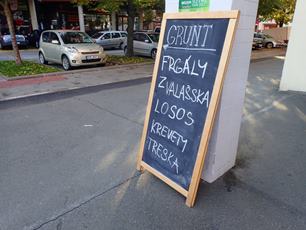 GRUNT
FRGÁLY
Z VALAŠSKA
LOSOS
KREVETY
TRESKA